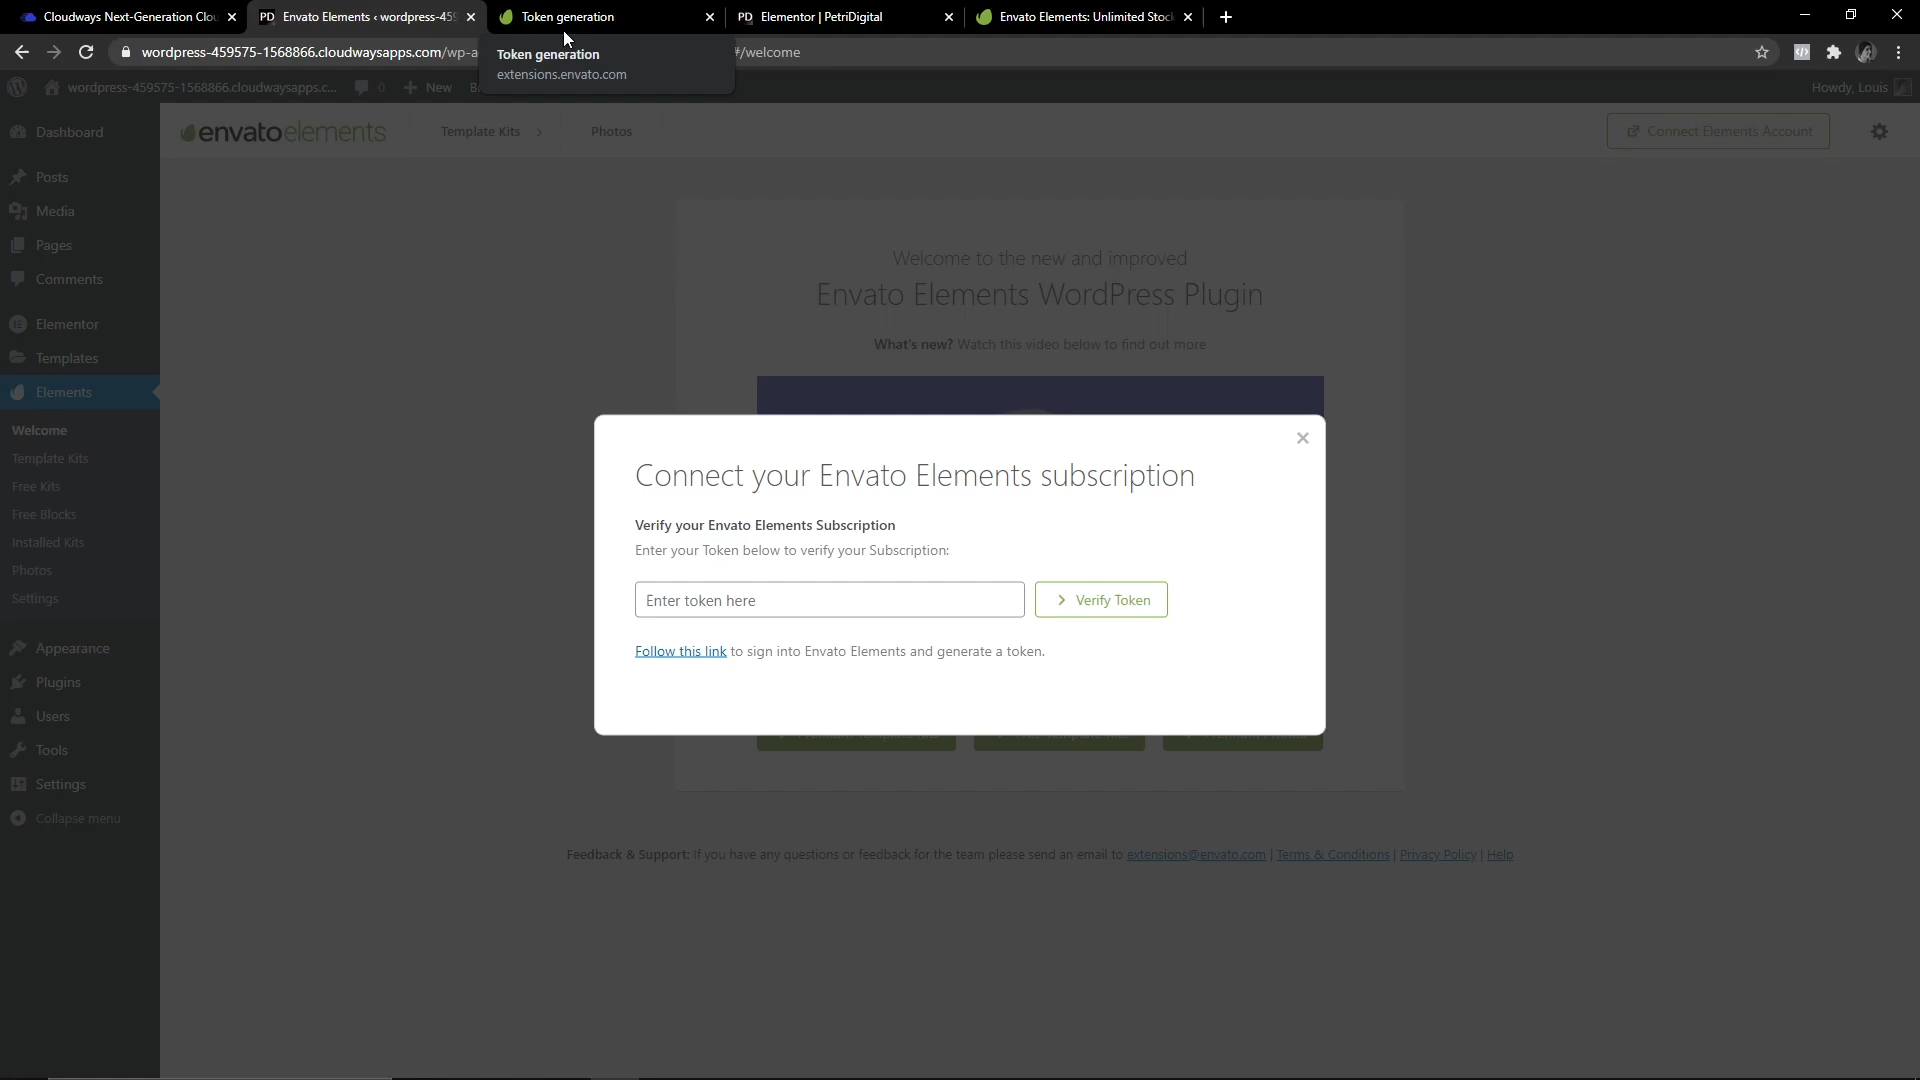 Cloudways Next-Generation Clou
PD Envato Elements ‹ wordpress-459
Token generation
PD Elementor | PetriDigital
Envato Elements: Unlimited Stoc
wordpress-459575-1568866.cloudwaysapps.com/wp-a
#/welcome
Token generation
extensions.envato.com
wordpress-459575-1568866.cloudwaysapps.c...
0
New
Howdy, Louis
Dashboard
Posts
Media
Pages
Comments
Elementor
Templates
Elements
Welcome
Template Kits
Free Kits
Free Blocks
Installed Kits
Photos
Settings
Appearance
Plugins
Users
Tools
Settings
Collapse menu
envatoelements
Template Kits
Photos
Connect Elements Account
Welcome to the new and improved
Envato Elements WordPress Plugin
What's new? Watch this video below to find out more
Connect your Envato Elements subscription
Verify your Envato Elements Subscription
Enter your Token below to verify your Subscription:
Enter token here
Verify Token
Follow this link to sign into Envato Elements and generate a token.
Feedback & Support: If you have any questions or feedback for the team please send an email to extensions@envato.com | Terms & Conditions | Privacy Policy | Help